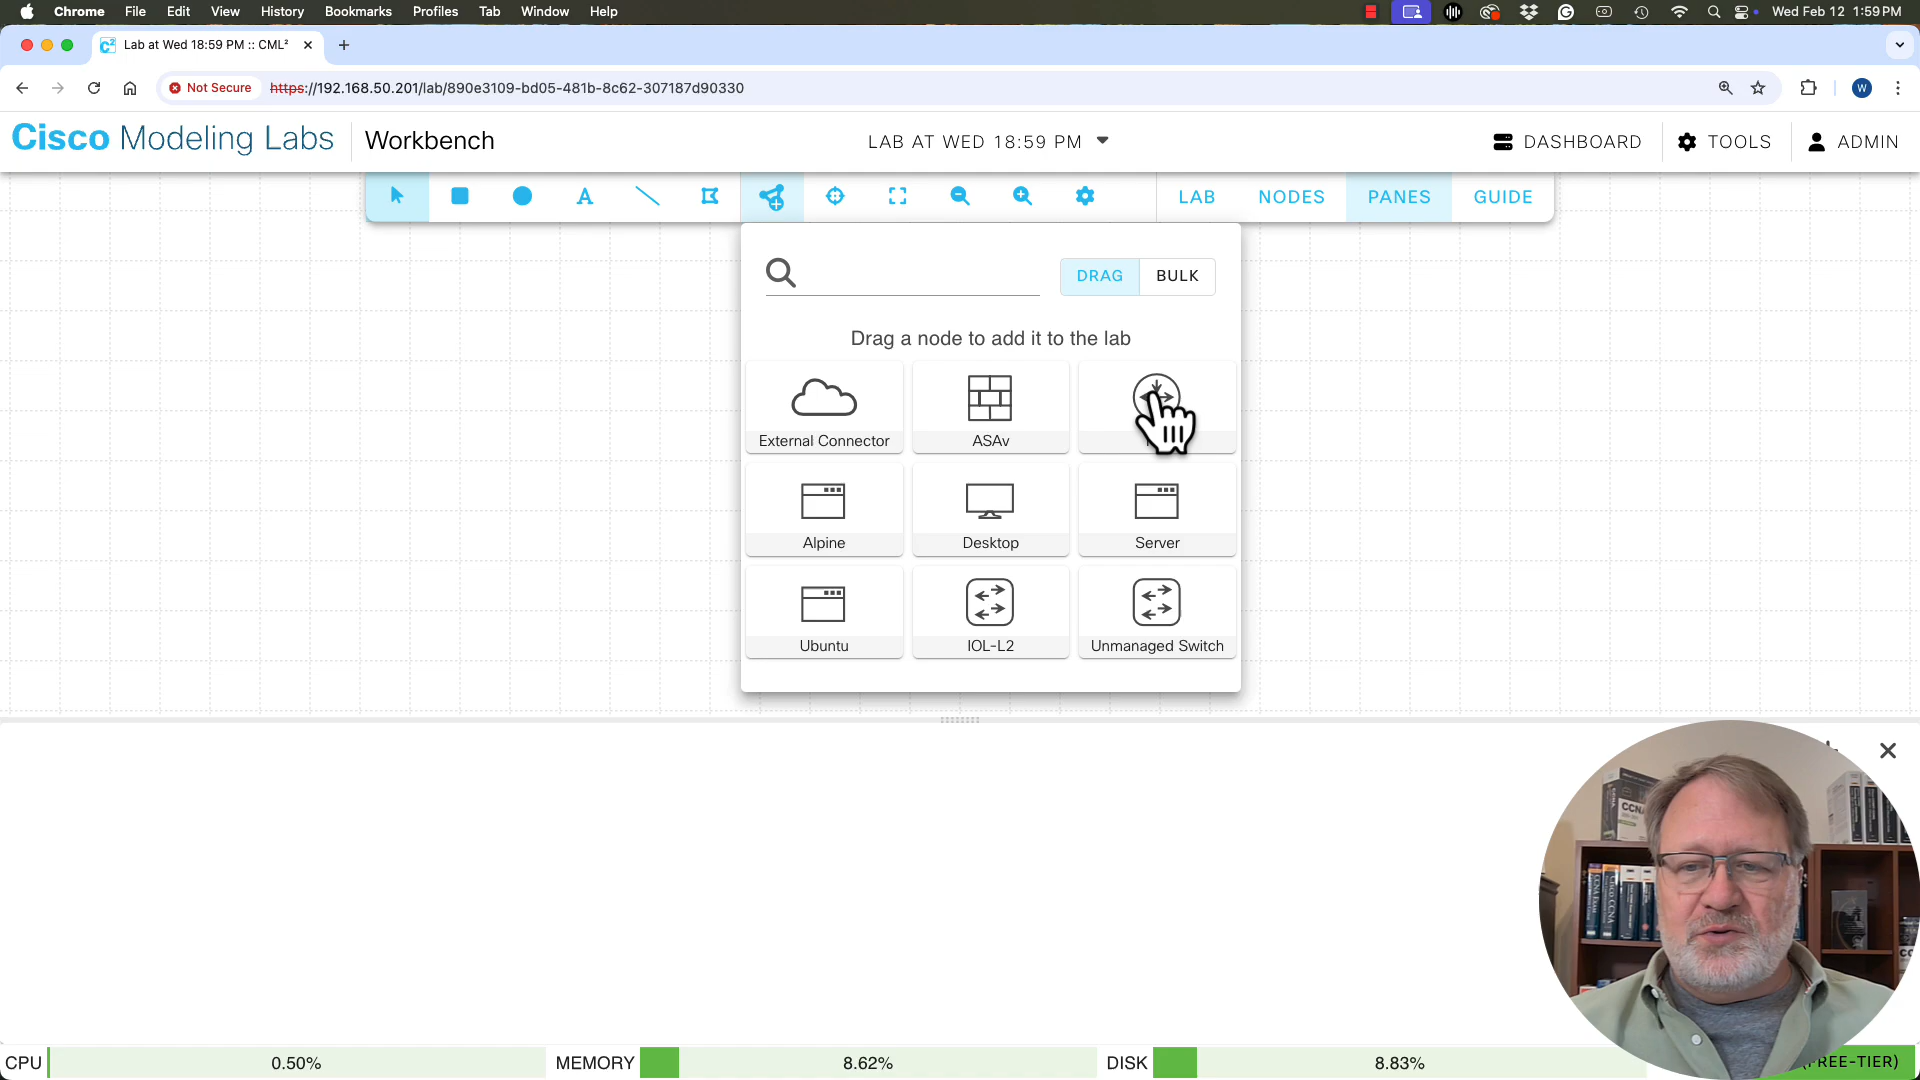 Chrome File Edit View History Bookmarks Profiles Tab Window Help Wed Feb 12 1:59 PM
Lab at Wed 18:59 PM :: CML²
Not Secure https://192.168.50.201/lab/890e3109-bd05-481b-8c62-307187d90330 W
Cisco Modeling Labs Workbench LAB AT WED 18:59 PM DASHBOARD TOOLS ADMIN
A LAB NODES PANES GUIDE
DRAG BULK
Drag a node to add it to the lab
External Connector ASAv
Alpine Desktop Server
Ubuntu IOL-L2 Unmanaged Switch
CCNA
CPU 0.50% MEMORY 8.62% DISK 8.83% FREE-TIER)